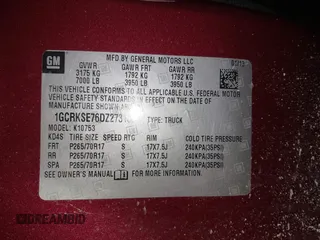 GM
MFD BY GENERAL MOTORS LLC
GVWR GAWR FRT GAWR RR
3175 KG 1792 KG 1792 KG
7000 LB 3950 LB 3950 LB
THIS VEHICLE CONFORMS TO ALL APPLICABLE U.S. FEDERAL
MOTOR VEHICLE SAFETY AND THEFT PREVENTION
STANDARDS IN EFFECT ON THE DATE OF MANUFACTURE
SHOWN ABOVE.
TYPE: TRUCK
MODEL: K10753
KD4S TIRE SIZE SPEED RTG RIM COLD TIRE PRESSURE
FRT P265/70R17 S 17X7.5J 240KPA(35PSI)
RR P265/70R17 S 17X7.5J 240KPA(35PSI)
SPA P265/70R17 S 17X7.5J 240KPA(35PSI)
SEE OWNER'S MANUAL FOR MORE INFORMATION.